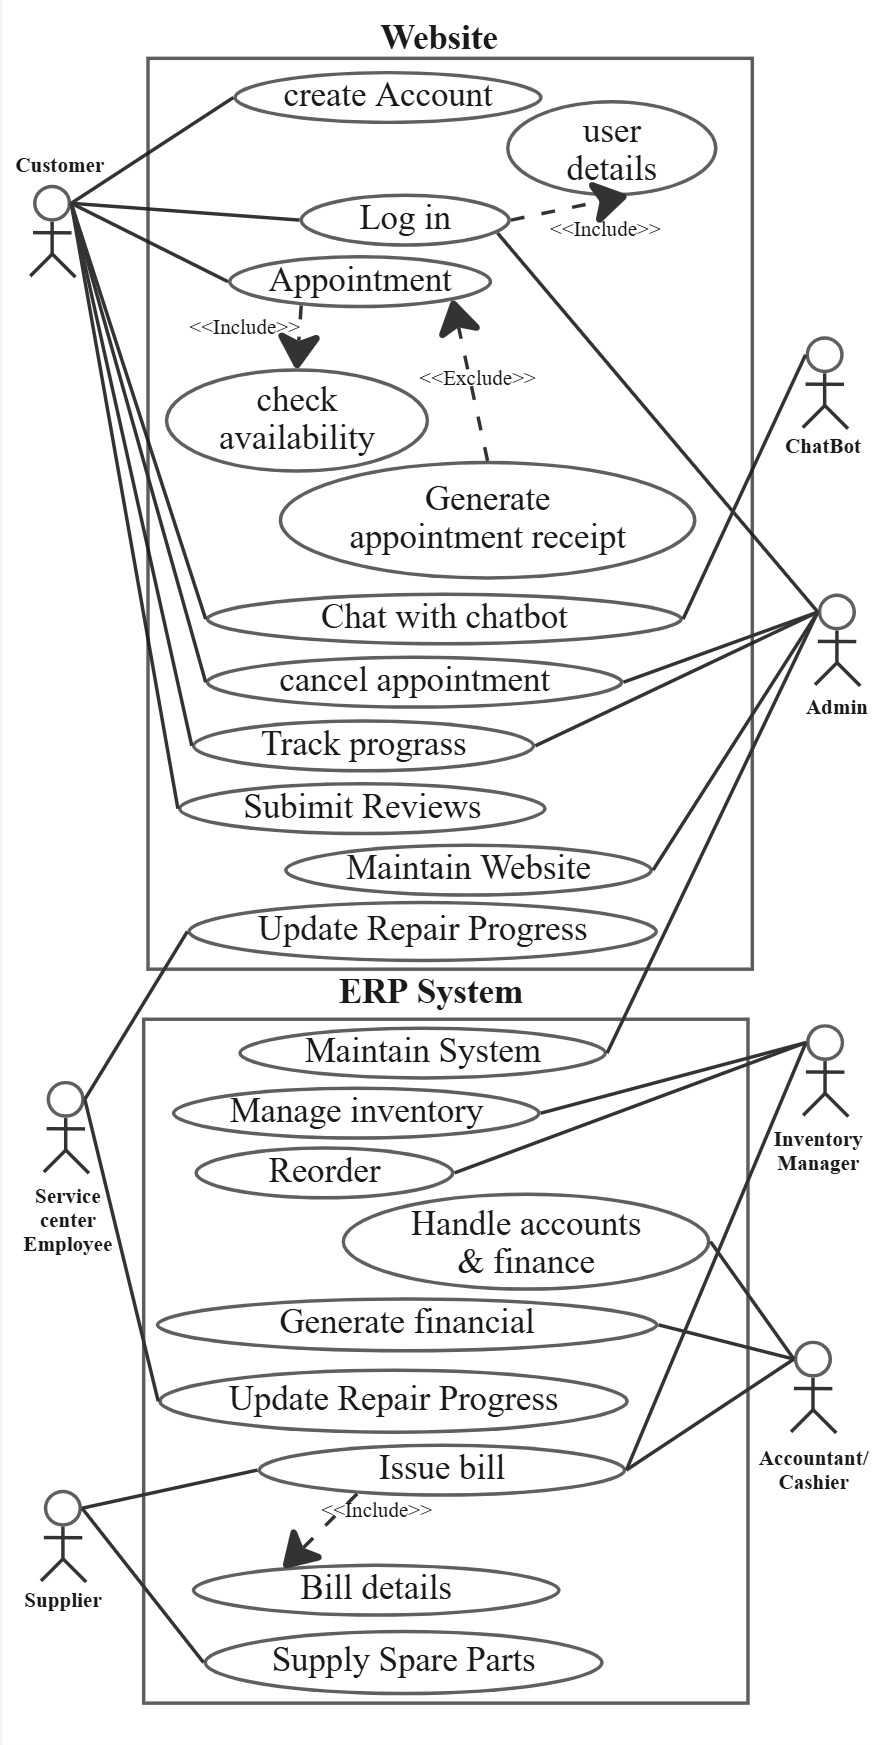 Website
create Account
user
details
Customer
Log in
<<Include>>
Appointment
<<Include>>
<<Exclude>>
check
availability
ChatBot
Generate
appointment receipt
Chat with chatbot
cancel appointment
Admin
Track prograss
Subimit Reviews
Maintain Website
Update Repair Progress
ERP System
Maintain System
Manage inventory
Inventory
Manager
Reorder
Service
center
Employee
Handle accounts
& finance
Generate financial
Update Repair Progress
Accountant/
Cashier
Issue bill
<<Include>>
Bill details
Supplier
Supply Spare Parts